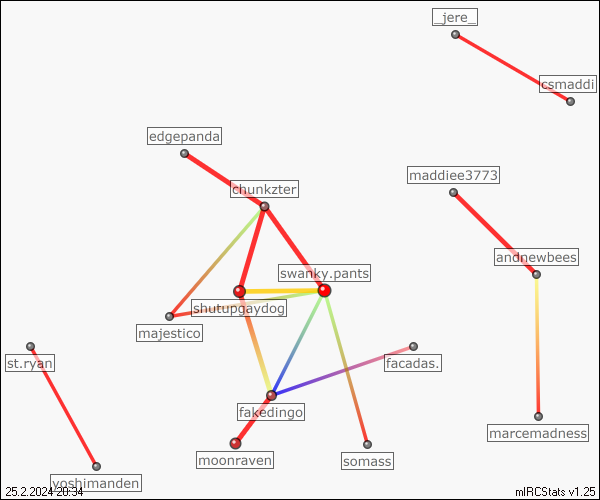 _jere_
csmaddi
edgepanda
maddiee3773
chunkzter
andnewbees
swanky.pants
shutupgaydog
majestico
st.ryan
facadas.
fakedingo
marcemadness
moonraven
somass
yoshimanden
25.2.2024 20:34
mIRCStats v1.25